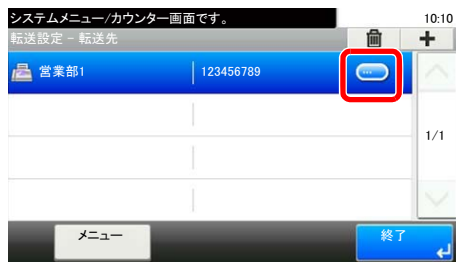 システムメニュー/カウンター画面です。 10:10
転送設定 - 転送先
営業部1 123456789
1/1
メニュー 終了